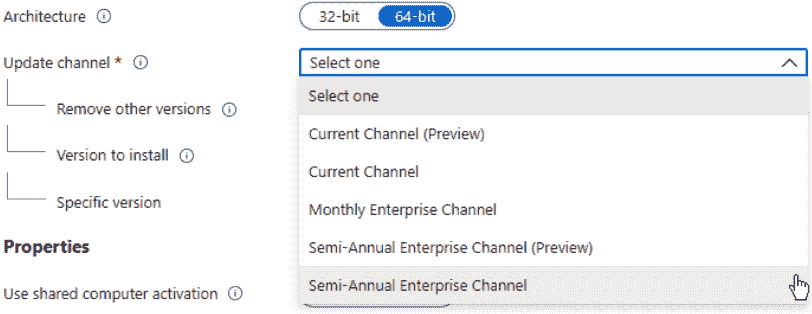 Architecture
32-bit 64-bit
Update channel *
Select one
Select one
Remove other versions
Current Channel (Preview)
Version to install
Current Channel
Specific version
Monthly Enterprise Channel
Properties
Semi-Annual Enterprise Channel (Preview)
Use shared computer activation
Semi-Annual Enterprise Channel